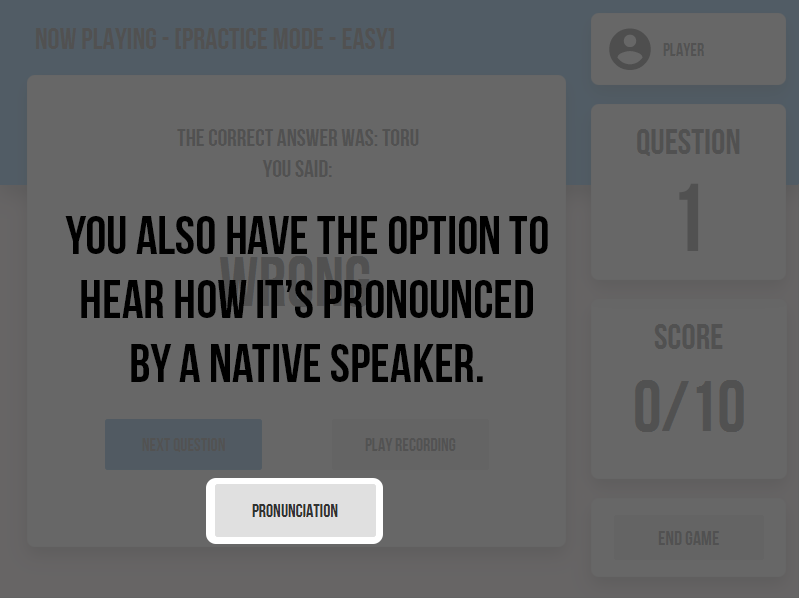 NOW PLAYING - [PRACTICE MODE - EASY]
PLAYER
THE CORRECT ANSWER WAS: TORU
YOU SAID:
WRONG
YOU ALSO HAVE THE OPTION TO
HEAR HOW IT'S PRONOUNCED
BY A NATIVE SPEAKER.
NEXT QUESTION
PLAY RECORDING
PRONUNCIATION
QUESTION
1
SCORE
0/10
END GAME